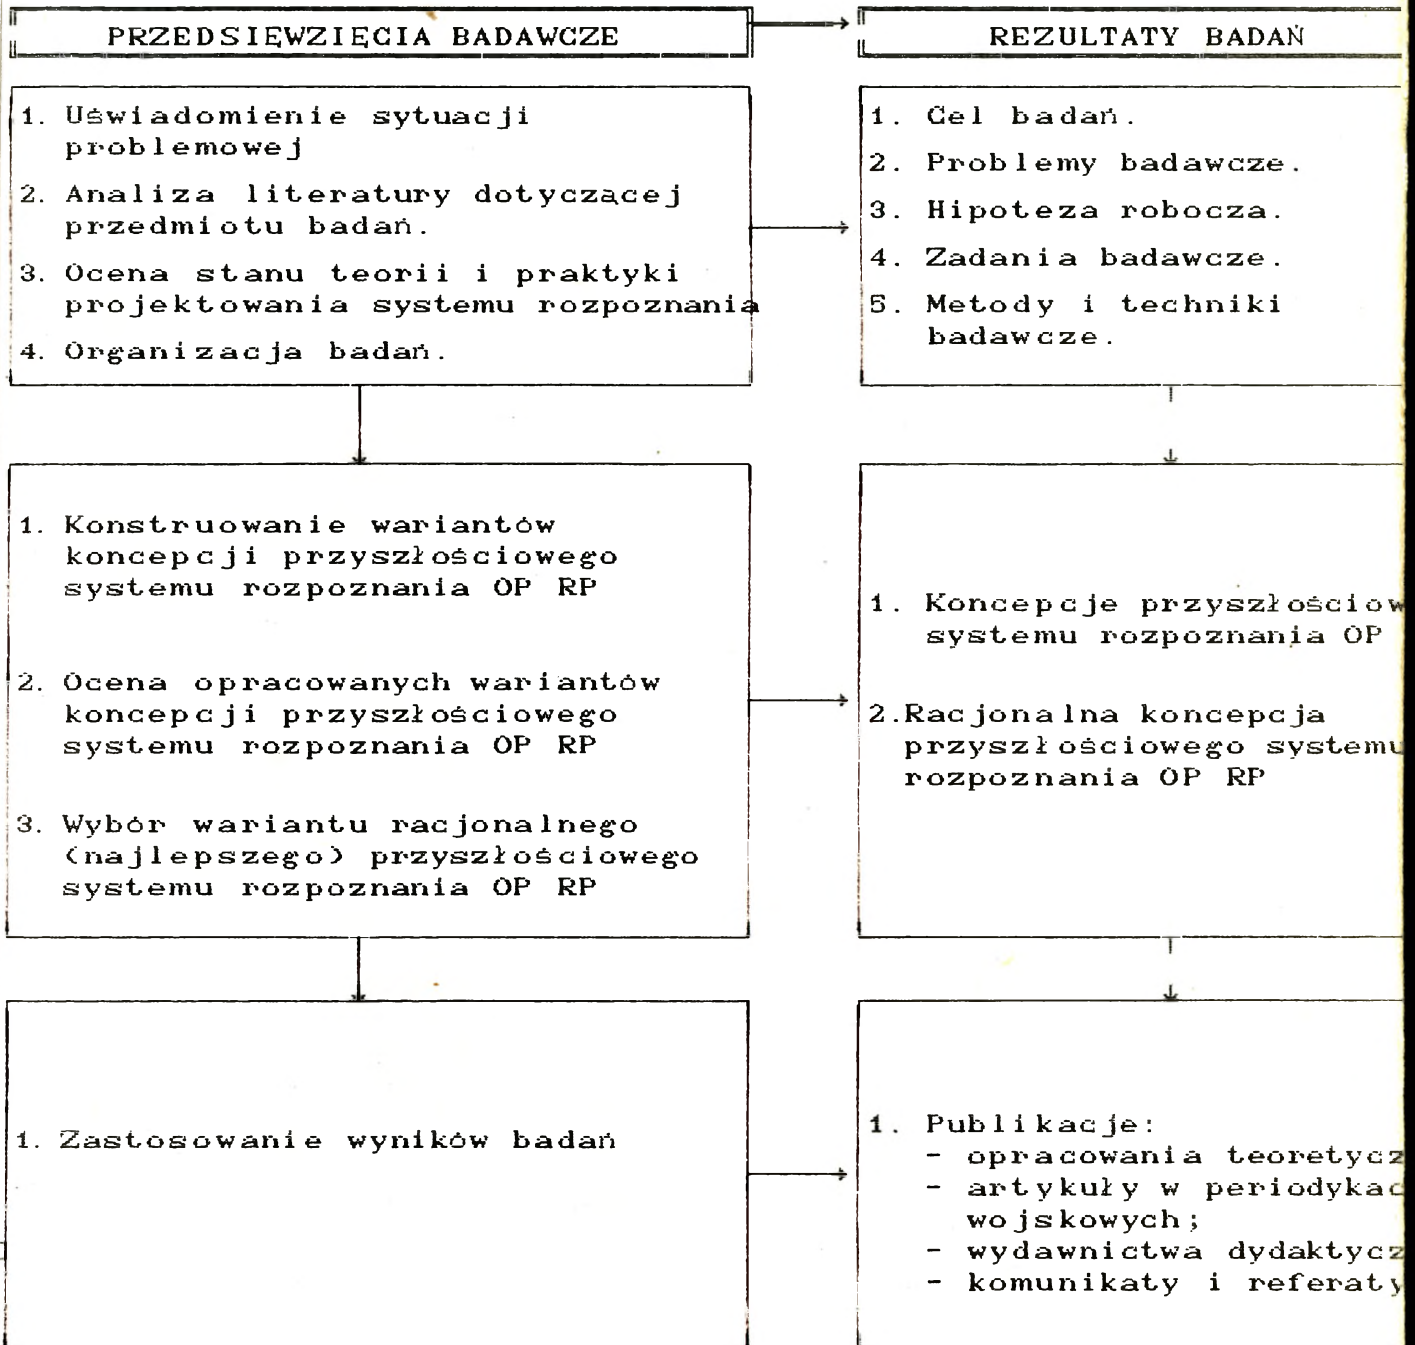 PRZEDSIĘWZIĘCIA BADAWCZE
REZULTATY BADAŃ
1. Uświadomienie sytuacji
problemowej
2. Analiza literatury dotyczącej
przedmiotu badań.
3. Ocena stanu teorii i praktyki
projektowania systemu rozpoznania
4. Organizacja badań.
1. Cel badań.
2. Problemy badawcze.
3. Hipoteza robocza.
4. Zadania badawcze.
5. Metody i techniki
badawcze.
1. Konstruowanie wariantów
koncepcji przyszłościowego
systemu rozpoznania OP RP
2. Ocena opracowanych wariantów
koncepcji przyszłościowego
systemu rozpoznania OP RP
3. Wybór wariantu racjonalnego
(najlepszego) przyszłościowego
systemu rozpoznania OP RP
1. Koncepcje przyszłościow
systemu rozpoznania OP
2.Racjonalna koncepcja
przyszłościowego systemu
rozpoznania OP RP
1. Zastosowanie wyników badań
1. Publikacje:
- opracowania teoretycz
- artykuły w periodykac
wojskowych;
- wydawnictwa dydaktycz
- komunikaty i referaty